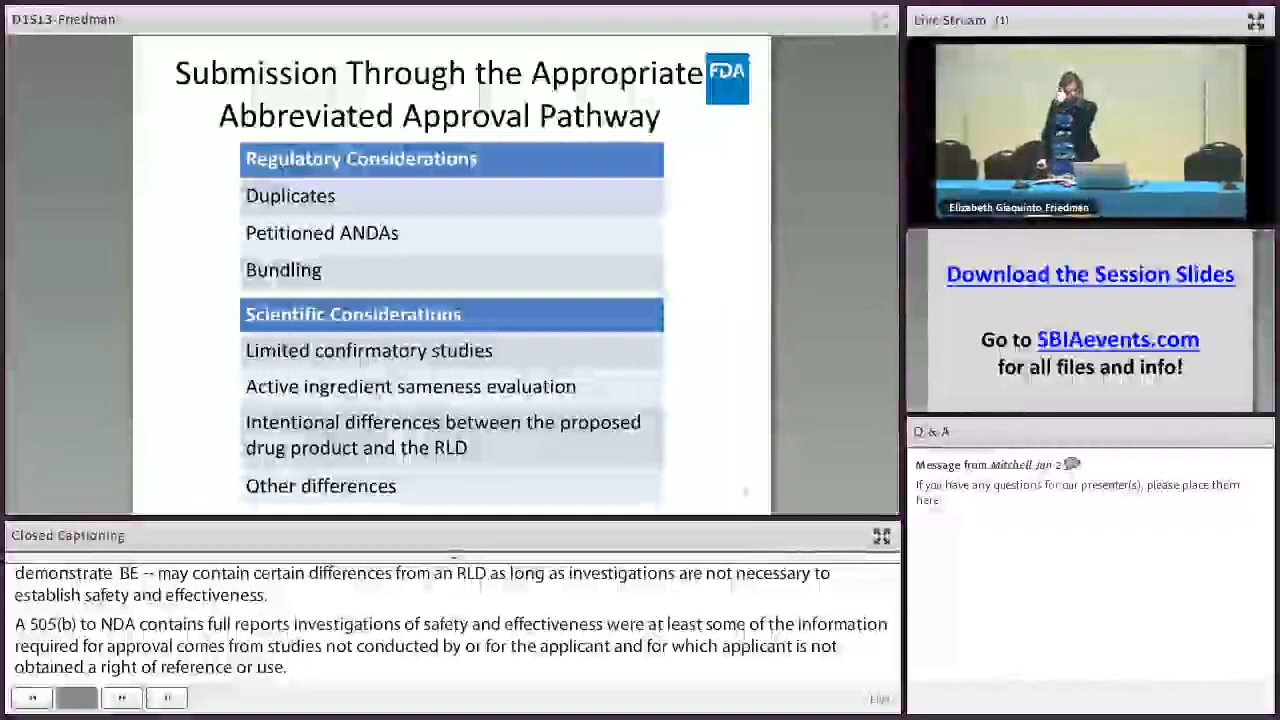 D1S13-Friedman
Submission Through the Appropriate
Abbreviated Approval Pathway
FDA
Regulatory Considerations
Duplicates
Petitioned ANDAs
Bundling
Scientific Considerations
Limited confirmatory studies
Active ingredient sameness evaluation
Intentional differences between the proposed
drug product and the RLD
Other differences
Closed Captioning
demonstrate BE -- may contain certain differences from an RLD as long as investigations are not necessary to
establish safety and effectiveness.
A 505(b) to NDA contains full reports investigations of safety and effectiveness were at least some of the information
required for approval comes from studies not conducted by or for the applicant and for which applicant is not
obtained a right of reference or use.
Live Stream (1)
Elizabeth Giaquinto Friedman
Download the Session Slides
Go to SBIAevents.com
for all files and info!
Q & A
Message from Mitchell Jan 2
If you have any questions for our presenter(s), please place them
here.